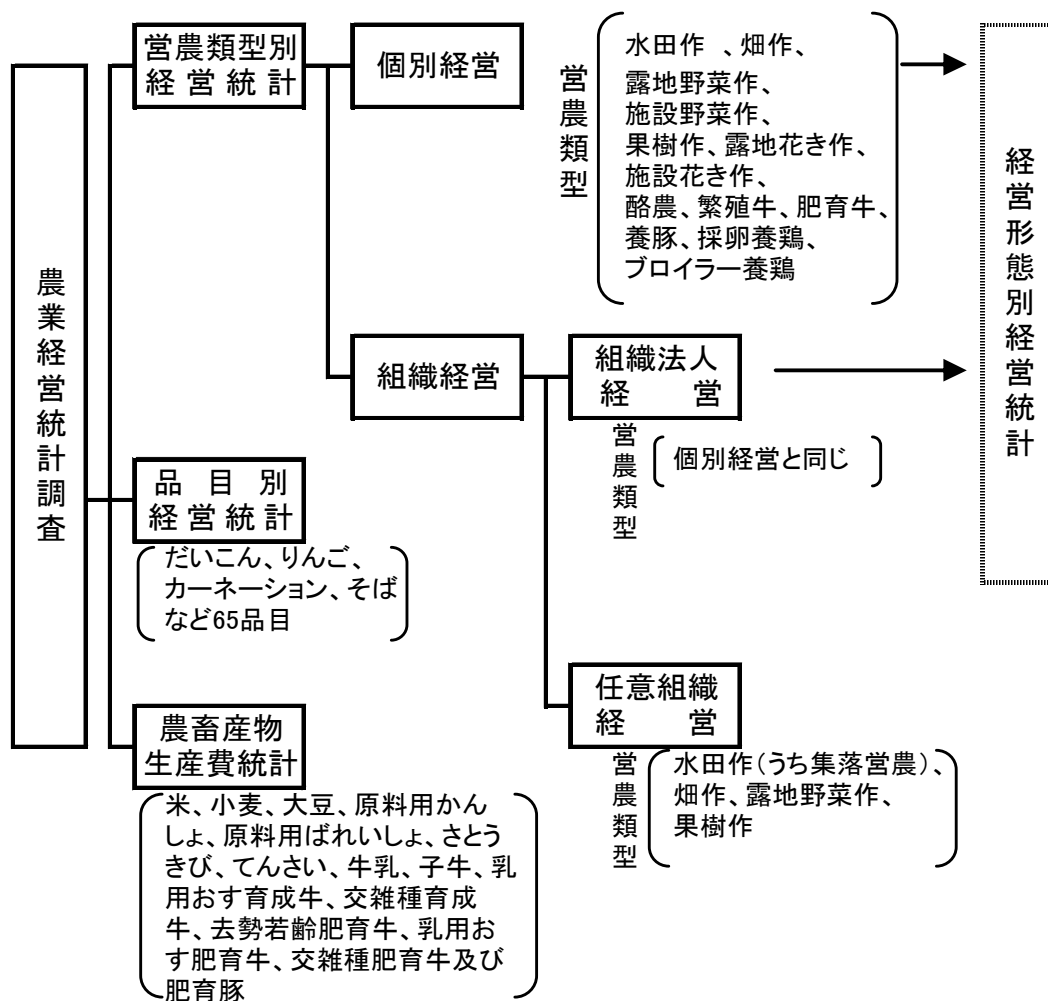 農業経営統計調査
営農類型別
経営統計
個別経営
営農類型
水田作 、畑作、
露地野菜作、
施設野菜作、
果樹作、露地花き作、
施設花き作、
酪農、繁殖牛、肥育牛、
養豚、採卵養鶏、
ブロイラー養鶏
経営形態別経営統計
組織経営
組織法人
経営
営農類型
個別経営と同じ
任意組織
経営
営農類型
水田作(うち集落営農)、
畑作、露地野菜作、
果樹作
品目別
経営統計
だいこん、りんご、
カーネーション、そば
など65品目
農畜産物
生産費統計
米、小麦、大豆、原料用かん
しょ、原料用ばれいしょ、さとう
きび、てんさい、牛乳、子牛、乳
用おす育成牛、交雑種育成
牛、去勢若齢肥育牛、乳用お
す肥育牛、交雑種肥育牛及び
肥育豚